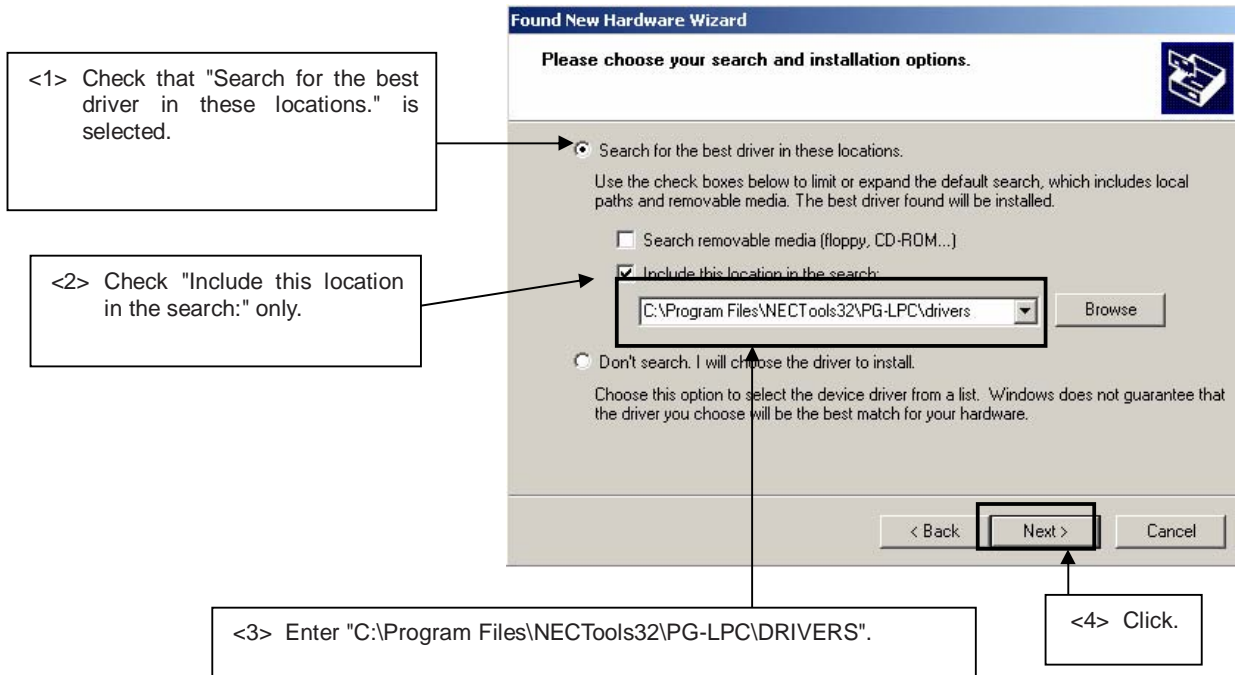 Found New Hardware Wizard
Please choose your search and installation options.
<1> Check that "Search for the best
driver in these locations." is
selected.
Search for the best driver in these locations.
Use the check boxes below to limit or expand the default search, which includes local
paths and removable media. The best driver found will be installed.
Search removable media (floppy, CD-ROM...)
<2> Check "Include this location
in the search:" only.
Include this location in the search:
C:\Program Files\NECTools32\PG-LPC\drivers
Browse
Don't search. I will choose the driver to install.
Choose this option to select the device driver from a list. Windows does not guarantee that
the driver you choose will be the best match for your hardware.
< Back
Next >
Cancel
<3> Enter "C:\Program Files\NECTools32\PG-LPC\DRIVERS".
<4> Click.